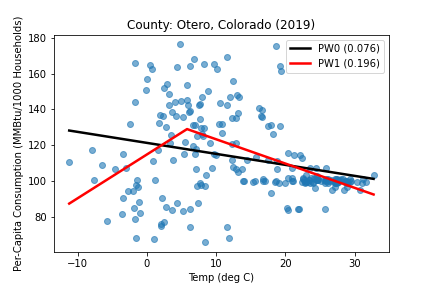 County: Otero, Colorado (2019)
PW0 (0.076)
PW1 (0.196)
Per-Capita Consumption (MMBtu/1000 Households)
180
160
140
120
100
80
−10
0
10
20
30
Temp (deg C)